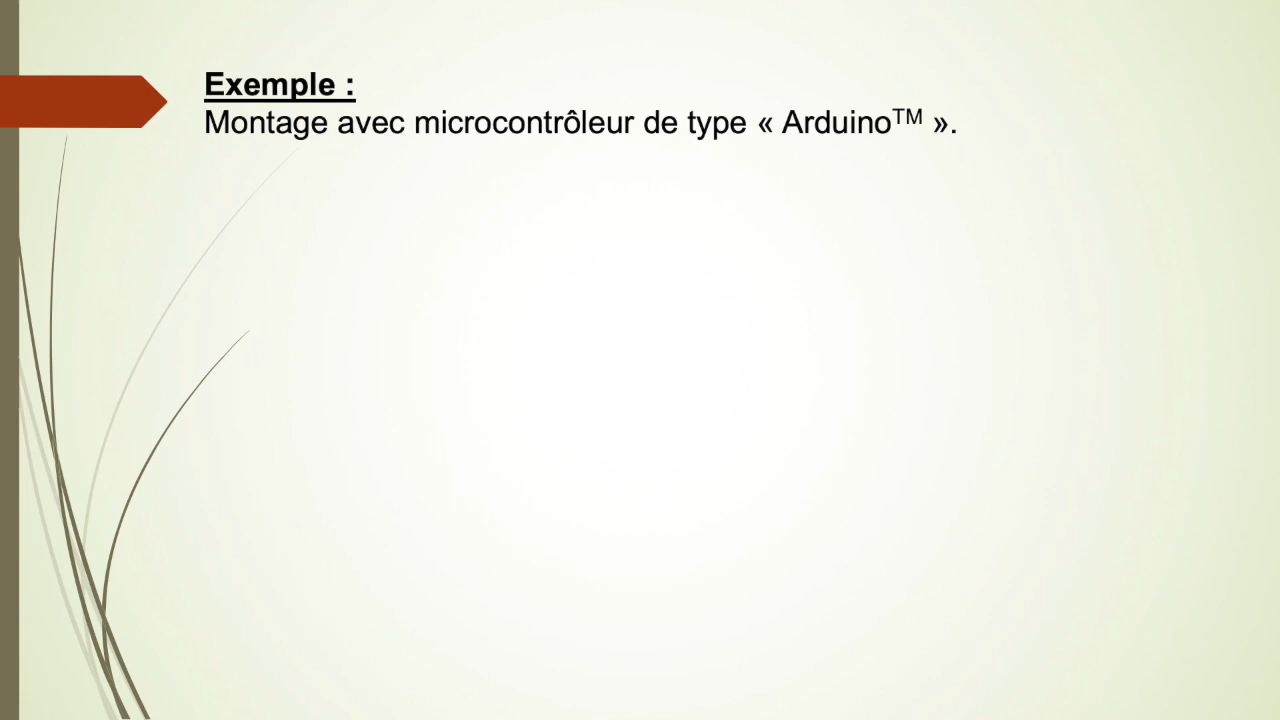 Exemple :
Montage avec microcontrôleur de type « Arduino™ ».